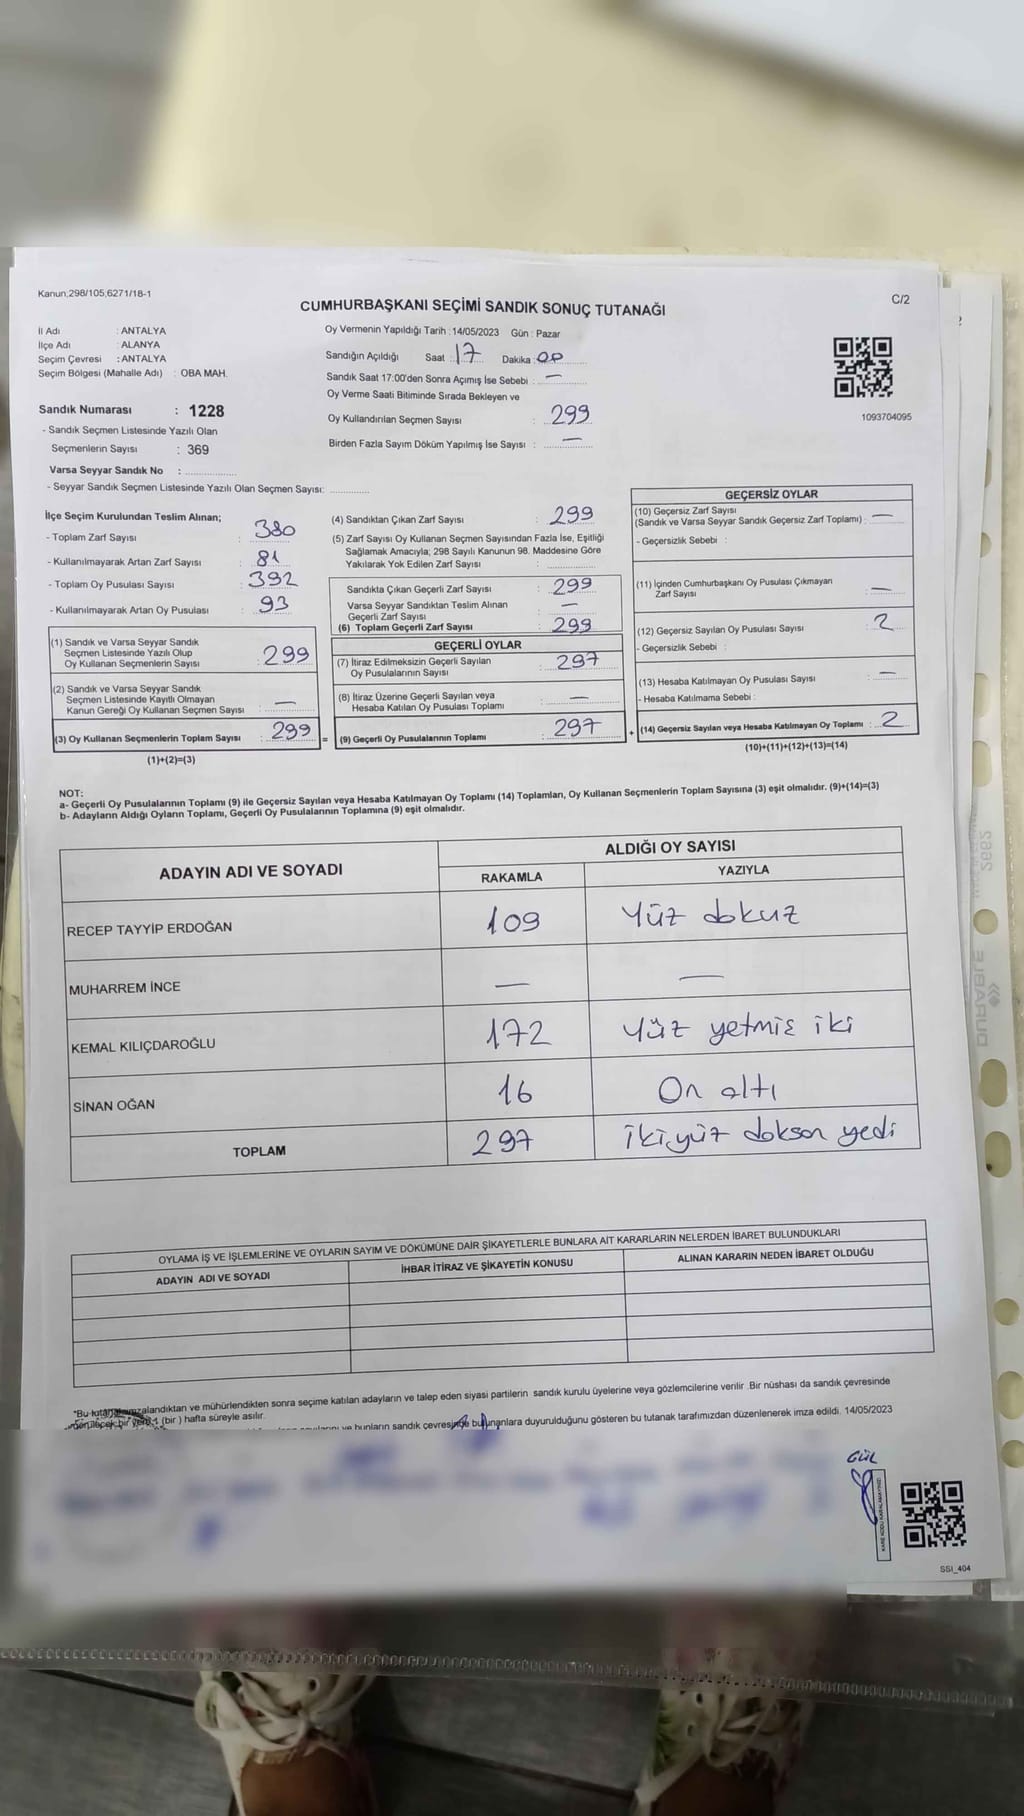 Kanun;298/105,6271/18-1
C/2
CUMHURBAŞKANI SEÇİMİ SANDIK SONUÇ TUTANAĞI
İl Adı : ANTALYA
İlçe Adı : ALANYA
Seçim Çevresi : ANTALYA
Seçim Bölgesi (Mahalle Adı) : OBA MAH.
Sandık Numarası : 1228
- Sandık Seçmen Listesinde Yazılı Olan
Seçmenlerin Sayısı : 369
Varsa Seyyar Sandık No :
- Seyyar Sandık Seçmen Listesinde Yazılı Olan Seçmen Sayısı:
Oy Vermenin Yapıldığı Tarih : 14/05/2023 Gün : Pazar
Sandığın Açıldığı Saat : 17 Dakika : 00
Sandık Saat 17:00'den Sonra Açımış İse Sebebi : —
Oy Verme Saati Bitiminde Sırada Bekleyen ve
Oy Kullandırılan Seçmen Sayısı : 299
Birden Fazla Sayım Döküm Yapılmış İse Sayısı : —
1093704095
İlçe Seçim Kurulundan Teslim Alınan;
- Toplam Zarf Sayısı : 380
- Kullanılmayarak Artan Zarf Sayısı : 81
- Toplam Oy Pusulası Sayısı : 392
- Kullanılmayarak Artan Oy Pusulası : 93
(1) Sandık ve Varsa Seyyar Sandık
Seçmen Listesinde Yazılı Olup
Oy Kullanan Seçmenlerin Sayısı : 299
(2) Sandık ve Varsa Seyyar Sandık
Seçmen Listesinde Kayıtlı Olmayan
Kanun Gereği Oy Kullanan Seçmen Sayısı : —
(3) Oy Kullanan Seçmenlerin Toplam Sayısı : 299 =
(1)+(2)=(3)
(4) Sandıktan Çıkan Zarf Sayısı : 299
(5) Zarf Sayısı Oy Kullanan Seçmen Sayısından Fazla İse, Eşitliği
Sağlamak Amacıyla; 298 Sayılı Kanunun 98. Maddesine Göre
Yakılarak Yok Edilen Zarf Sayısı :
Sandıkta Çıkan Geçerli Zarf Sayısı : 299
Varsa Seyyar Sandıktan Teslim Alınan
Geçerli Zarf Sayısı : —
(6) Toplam Geçerli Zarf Sayısı : 299
GEÇERLİ OYLAR
(7) İtiraz Edilmeksizin Geçerli Sayılan
Oy Pusulalarının Sayısı : 297
(8) İtiraz Üzerine Geçerli Sayılan veya
Hesaba Katılan Oy Pusulası Toplamı : —
(9) Geçerli Oy Pusulalarının Toplamı : 297 +
GEÇERSİZ OYLAR
(10) Geçersiz Zarf Sayısı
(Sandık ve Varsa Seyyar Sandık Geçersiz Zarf Toplamı) : —
- Geçersizlik Sebebi :
(11) İçinden Cumhurbaşkanı Oy Pusulası Çıkmayan
Zarf Sayısı : —
(12) Geçersiz Sayılan Oy Pusulası Sayısı : 2
- Geçersizlik Sebebi :
(13) Hesaba Katılmayan Oy Pusulası Sayısı : —
- Hesaba Katılmama Sebebi :
(14) Geçersiz Sayılan veya Hesaba Katılmayan Oy Toplamı : 2
(10)+(11)+(12)+(13)=(14)
NOT:
a- Geçerli Oy Pusulalarının Toplamı (9) ile Geçersiz Sayılan veya Hesaba Katılmayan Oy Toplamı (14) Toplamları, Oy Kullanan Seçmenlerin Toplam Sayısına (3) eşit olmalıdır. (9)+(14)=(3)
b- Adayların Aldığı Oyların Toplamı, Geçerli Oy Pusulalarının Toplamına (9) eşit olmalıdır.
ADAYIN ADI VE SOYADI
ALDIĞI OY SAYISI
RAKAMLA YAZIYLA
RECEP TAYYİP ERDOĞAN 109 Yüz dokuz
MUHARREM İNCE — —
KEMAL KILIÇDAROĞLU 172 Yüz yetmiş iki
SİNAN OĞAN 16 On altı
TOPLAM 297 İkiyüz doksan yedi
OYLAMA İŞ VE İŞLEMLERİNE VE OYLARIN SAYIM VE DÖKÜMÜNE DAİR ŞİKAYETLERLE BUNLARA AİT KARARLARIN NELERDEN İBARET BULUNDUKLARI
ADAYIN ADI VE SOYADI İHBAR İTİRAZ VE ŞİKAYETİN KONUSU ALINAN KARARIN NEDEN İBARET OLDUĞU
"Bu imzalandıktan ve mühürlendikten sonra seçime katılan adayların ve talep eden siyasi partilerin sandık kurulu üyelerine veya gözlemcilerine verilir .Bir nüshası da sandık çevresinde
1 (bir ) hafta süreyle asılır.
ve bunların sandık çevresinde bulunanlara duyurulduğunu gösteren bu tutanak tarafımızdan düzenlenerek imza edildi. 14/05/2023
GÜL
KARE KODU KARALAMAYINIZ!
SSI_404
DURABLE
2662